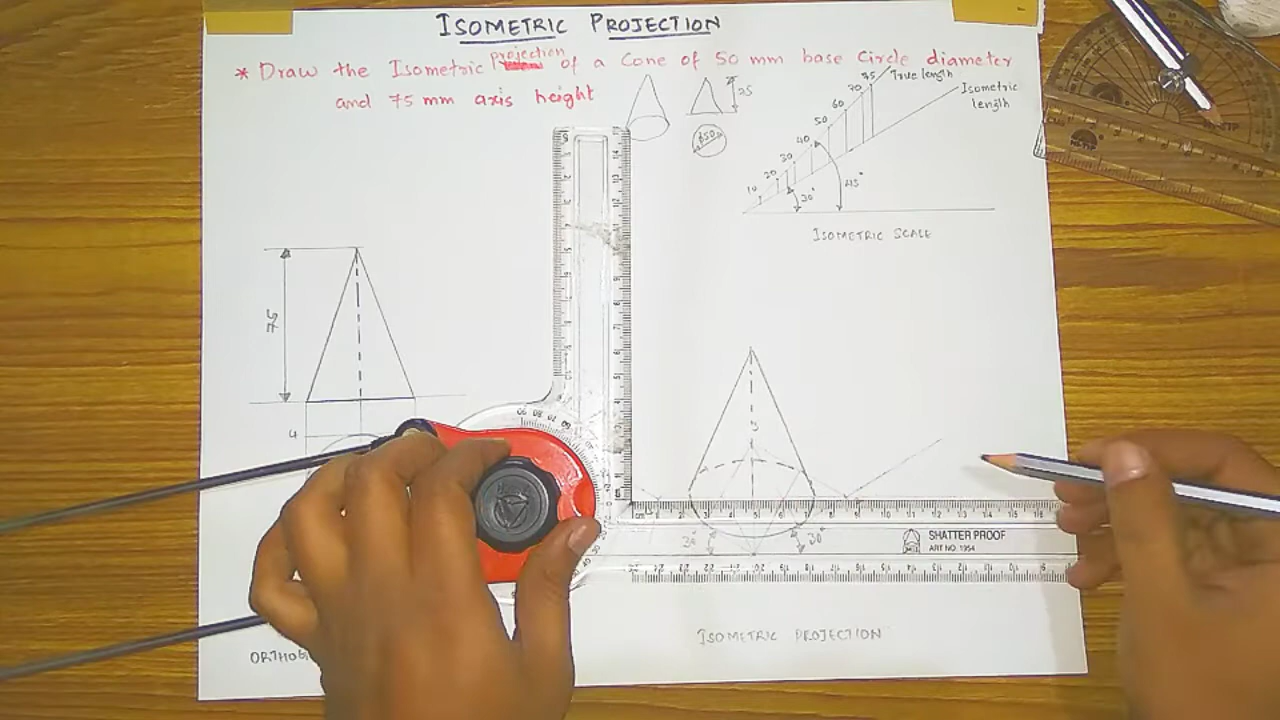 ISOMETRIC PROJECTION
* Draw the Isometric projection of a Cone of 50 mm base Circle diameter
and 75 mm axis height
75
ø50
10 20 30 40 50 60 70 75
True length
Isometric
length
30°
45°
ISOMETRIC SCALE
75
30°
SHATTER PROOF
ART NO. 1954
ISOMETRIC PROJECTION